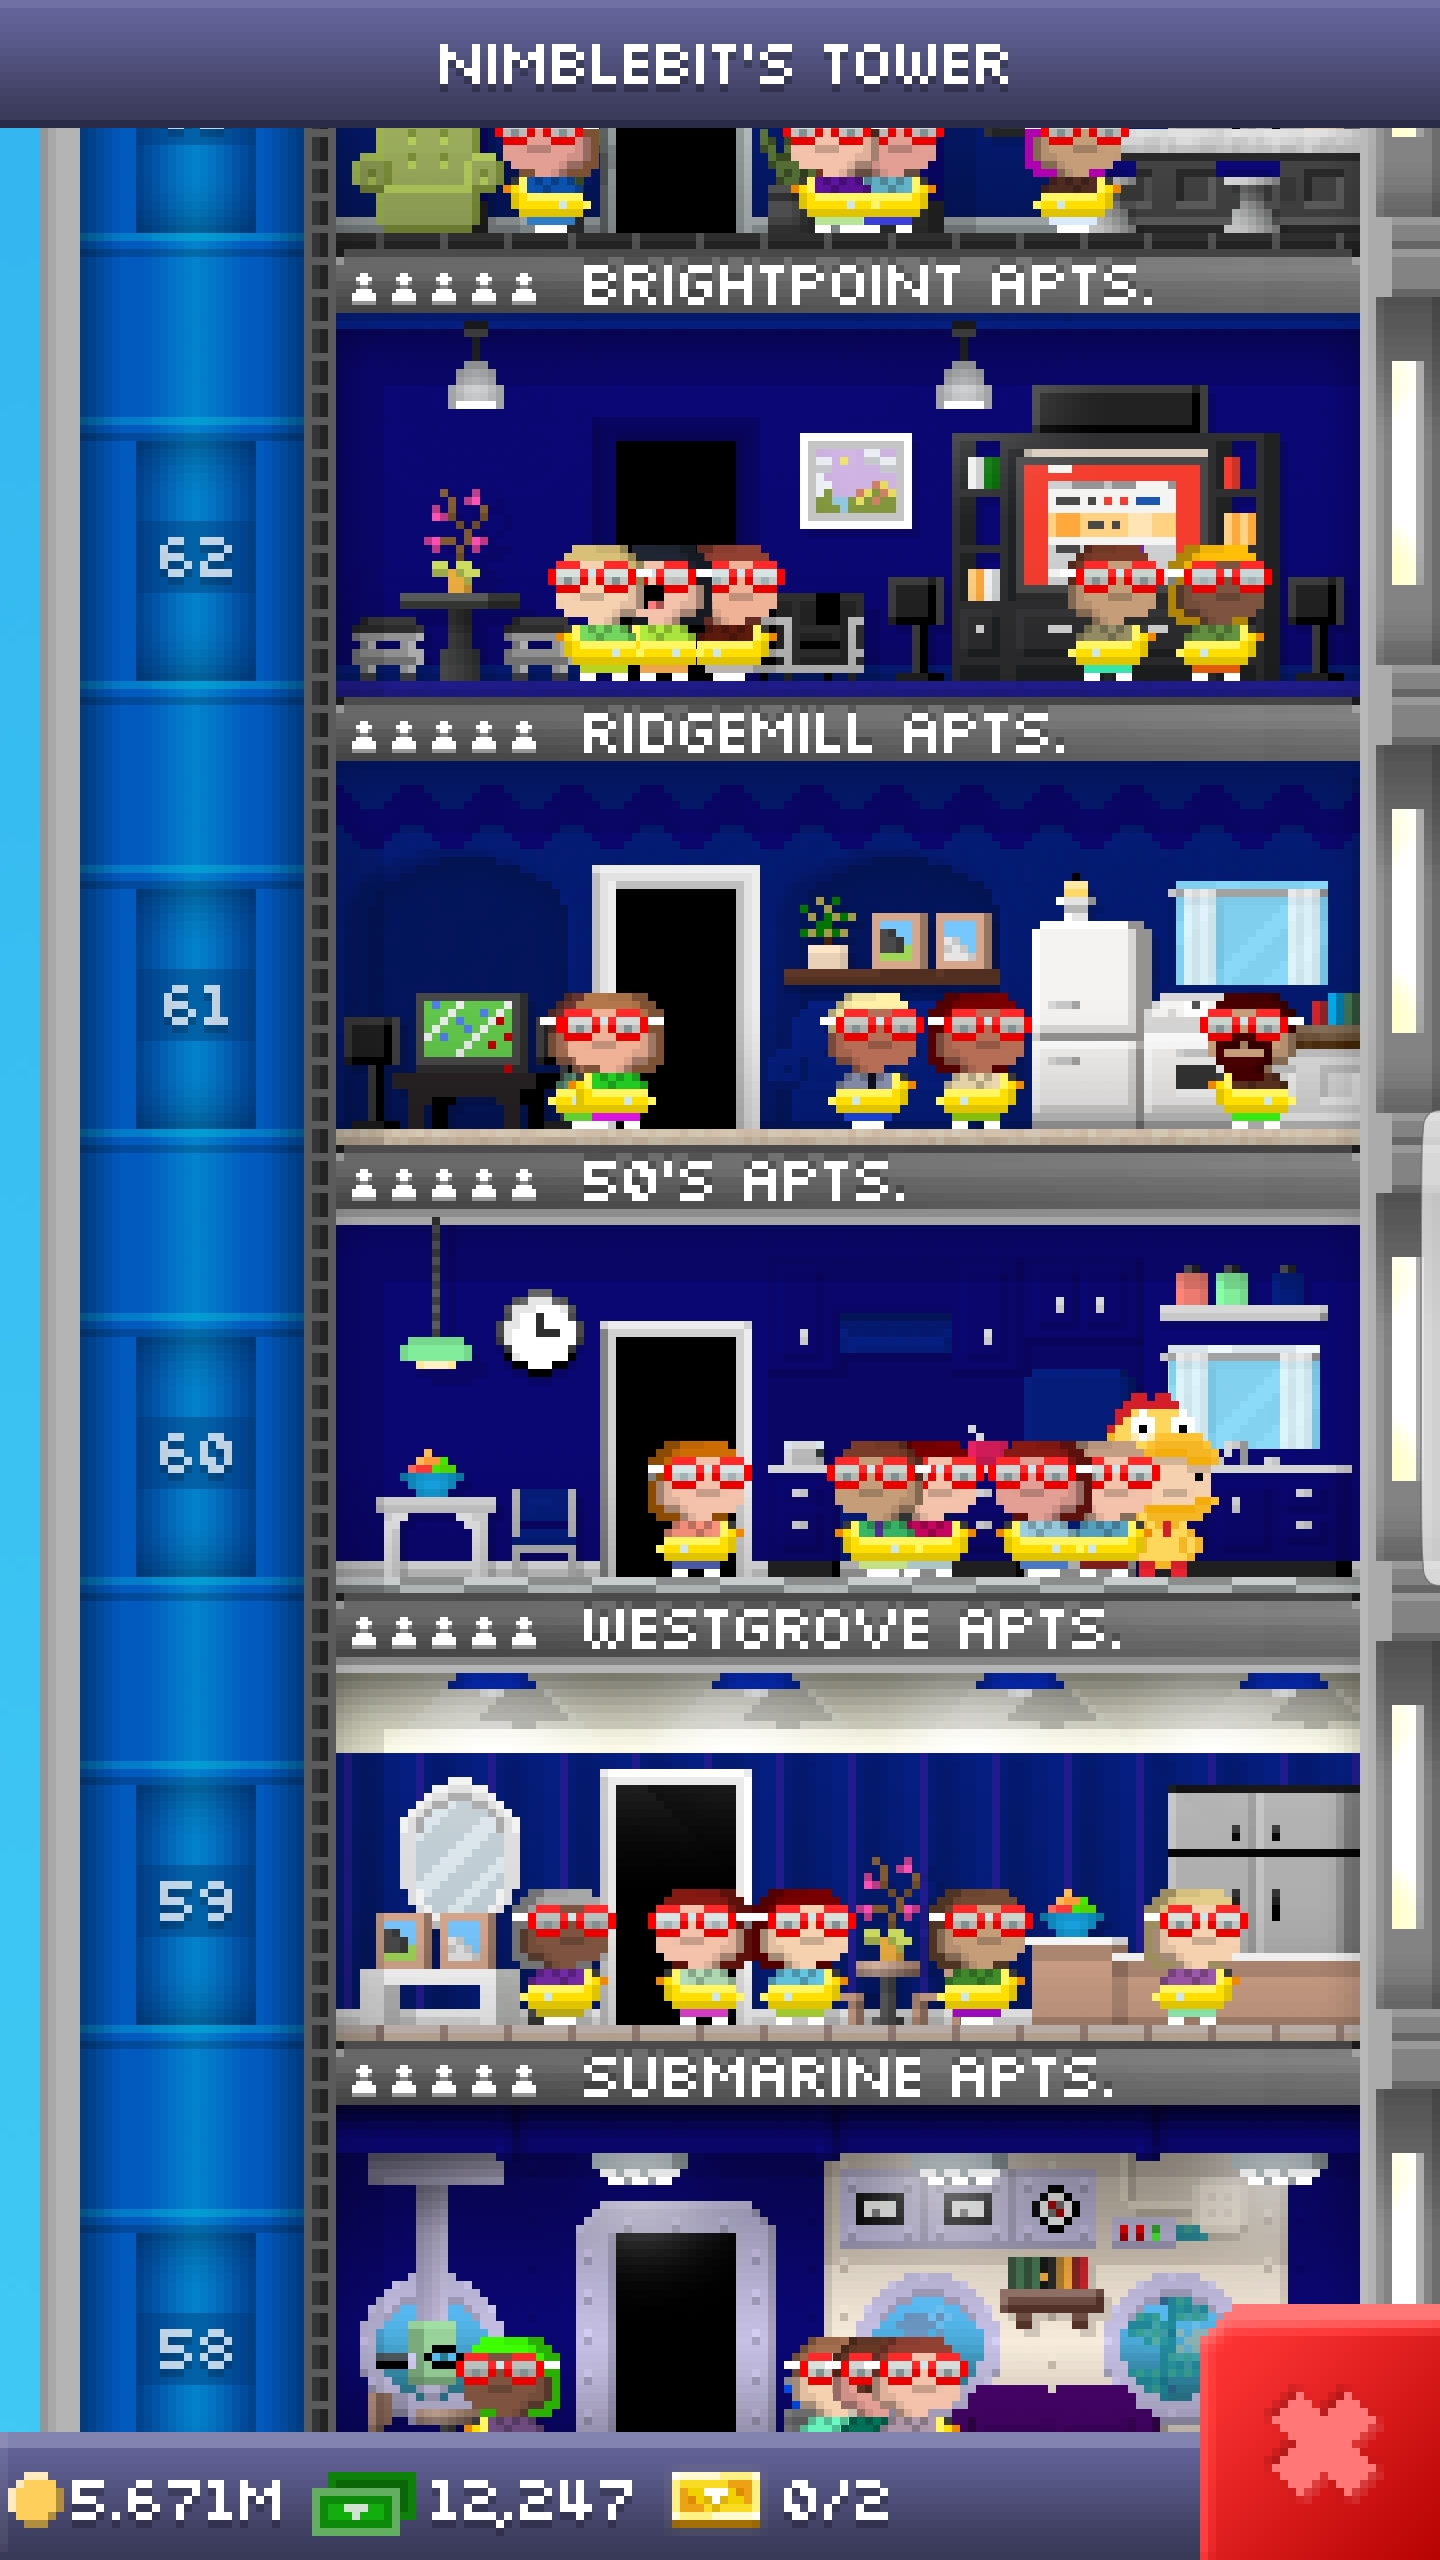 NIMBLEBIT'S TOWER
BRIGHTPOINT APTS.
62
RIDGEMILL APTS.
61
50'S APTS.
60
WESTGROVE APTS.
59
SUBMARINE APTS.
58
5.671M 12,247 0/2